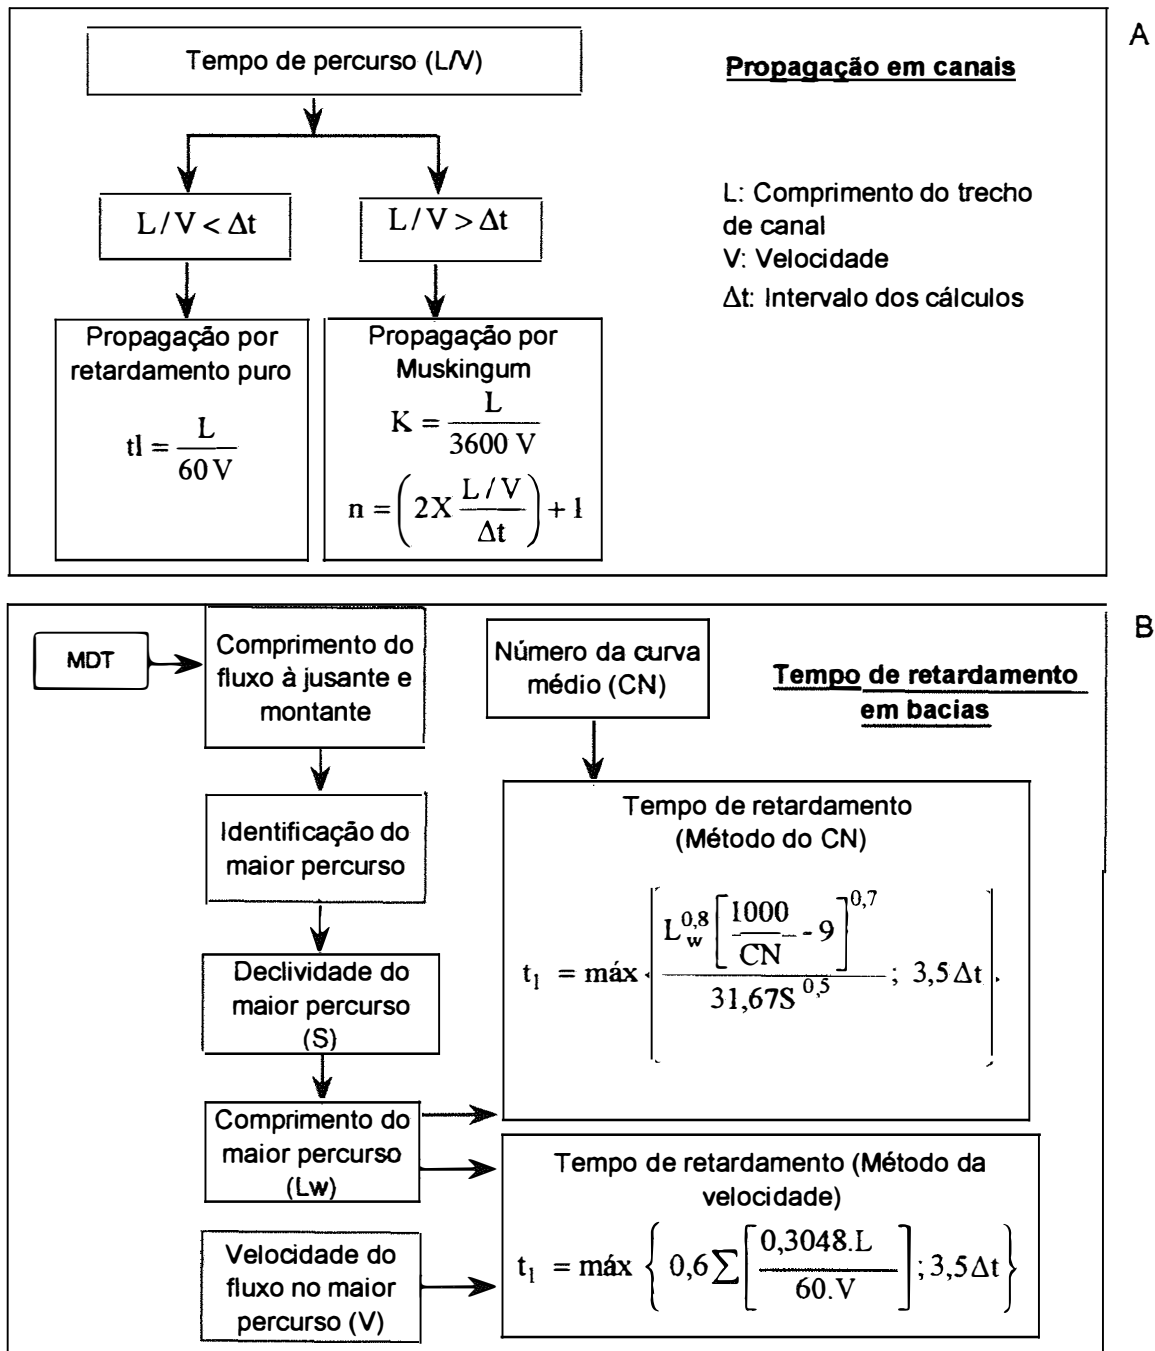 A
Tempo de percurso (L/V)
Propagação em canais
L / V < Δt
L / V > Δt
L: Comprimento do trecho
de canal
V: Velocidade
Δt: Intervalo dos cálculos
Propagação por
retardamento puro
tl = L / 60 V
Propagação por
Muskingum
K = L / 3600 V
n = ( 2X (L / V) / Δt ) + 1
B
MDT
Comprimento do
fluxo à jusante e
montante
Número da curva
médio (CN)
Tempo de retardamento
em bacias
Identificação do
maior percurso
Declividade do
maior percurso
(S)
Comprimento do
maior percurso
(Lw)
Velocidade do
fluxo no maior
percurso (V)
Tempo de retardamento
(Método do CN)
t₁ = máx { L_w^0,8 [ 1000 / CN - 9 ]^0,7 / 31,67S^0,5 ; 3,5Δt }
Tempo de retardamento (Método da
velocidade)
t₁ = máx { 0,6 Σ [ 0,3048.L / 60.V ] ; 3,5Δt }